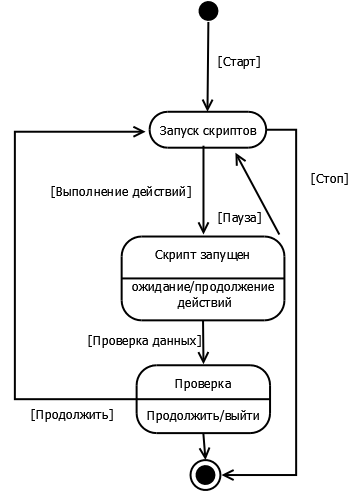 [Старт]
Запуск скриптов
[Стоп]
[Выполнение действий]
[Пауза]
Скрипт запущен
ожидание/продолжение
действий
[Проверка данных]
Проверка
[Продолжить]
Продолжить/выйти